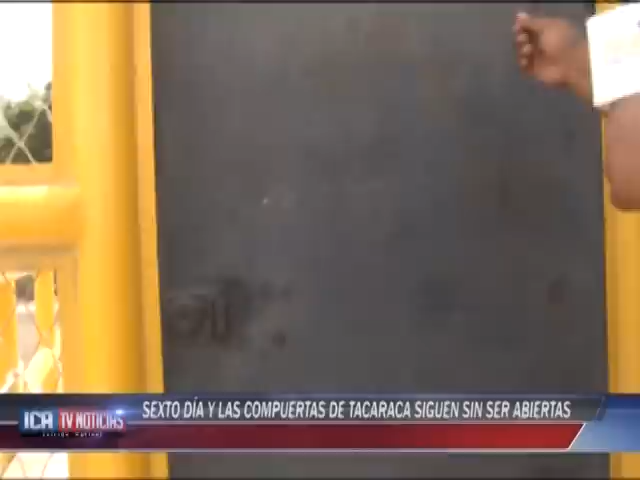 SEXTO DÍA Y LAS COMPUERTAS DE TACARACA SIGUEN SIN SER ABIERTAS
ICA TV NOTICIAS